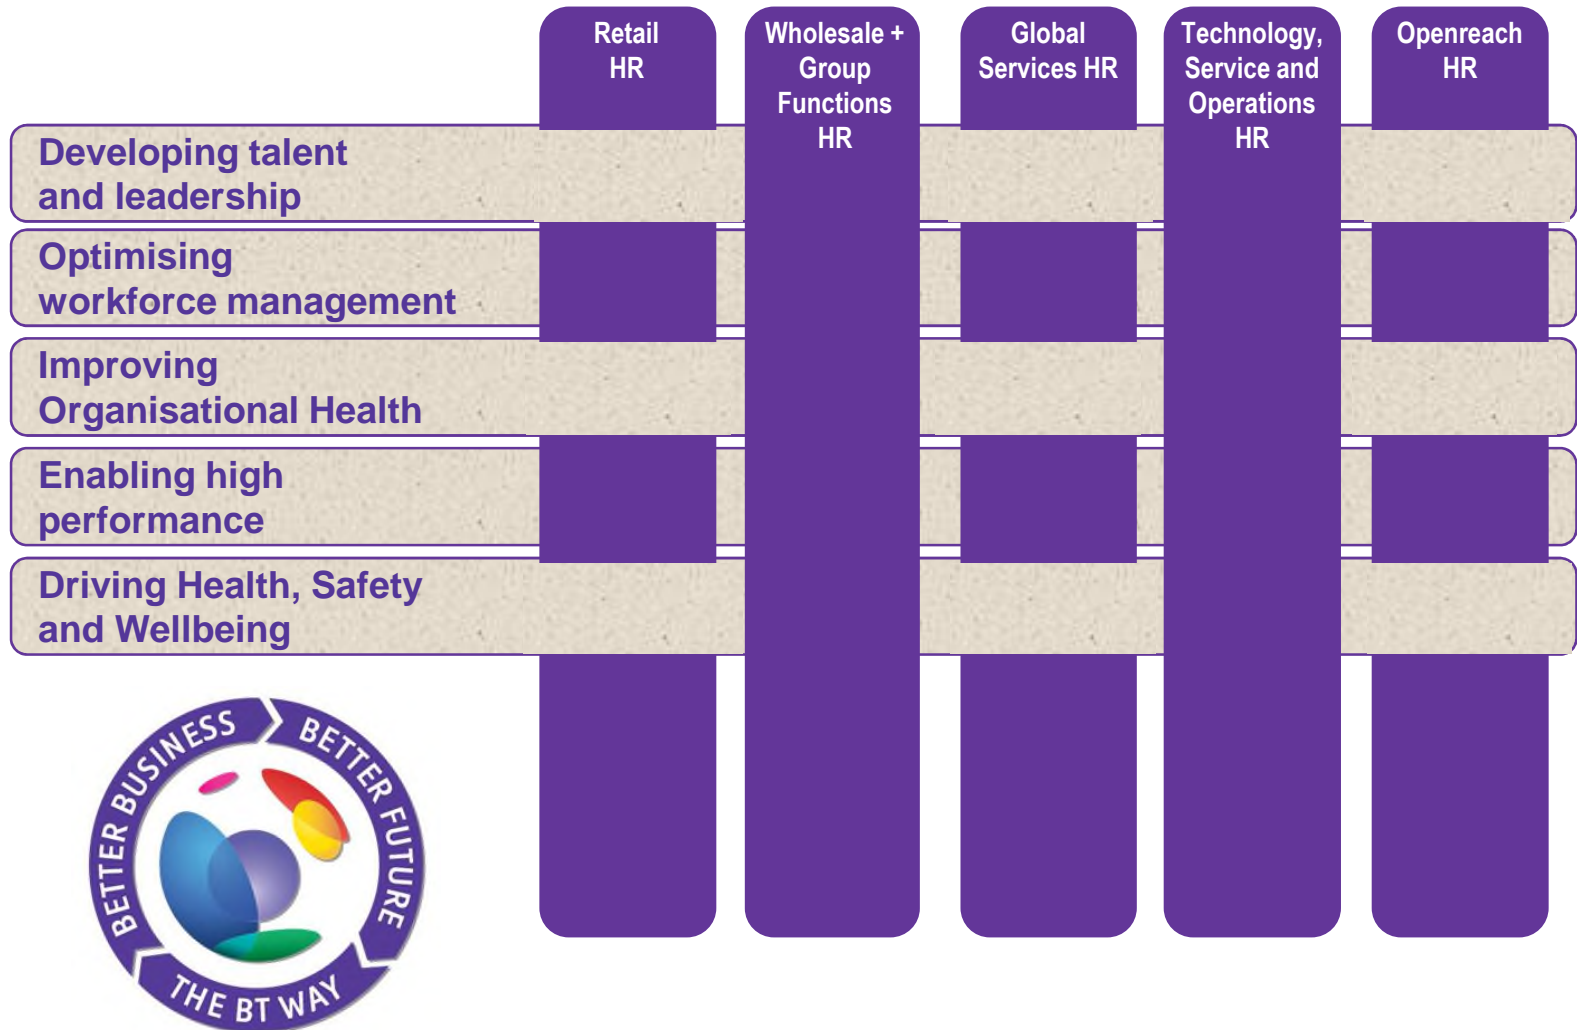 Retail
HR
Wholesale +
Group
Functions
HR
Global
Services HR
Technology,
Service and
Operations
HR
Openreach
HR
Developing talent
and leadership
Optimising
workforce management
Improving
Organisational Health
Enabling high
performance
Driving Health, Safety
and Wellbeing
BETTER BUSINESS
BETTER FUTURE
THE BT WAY